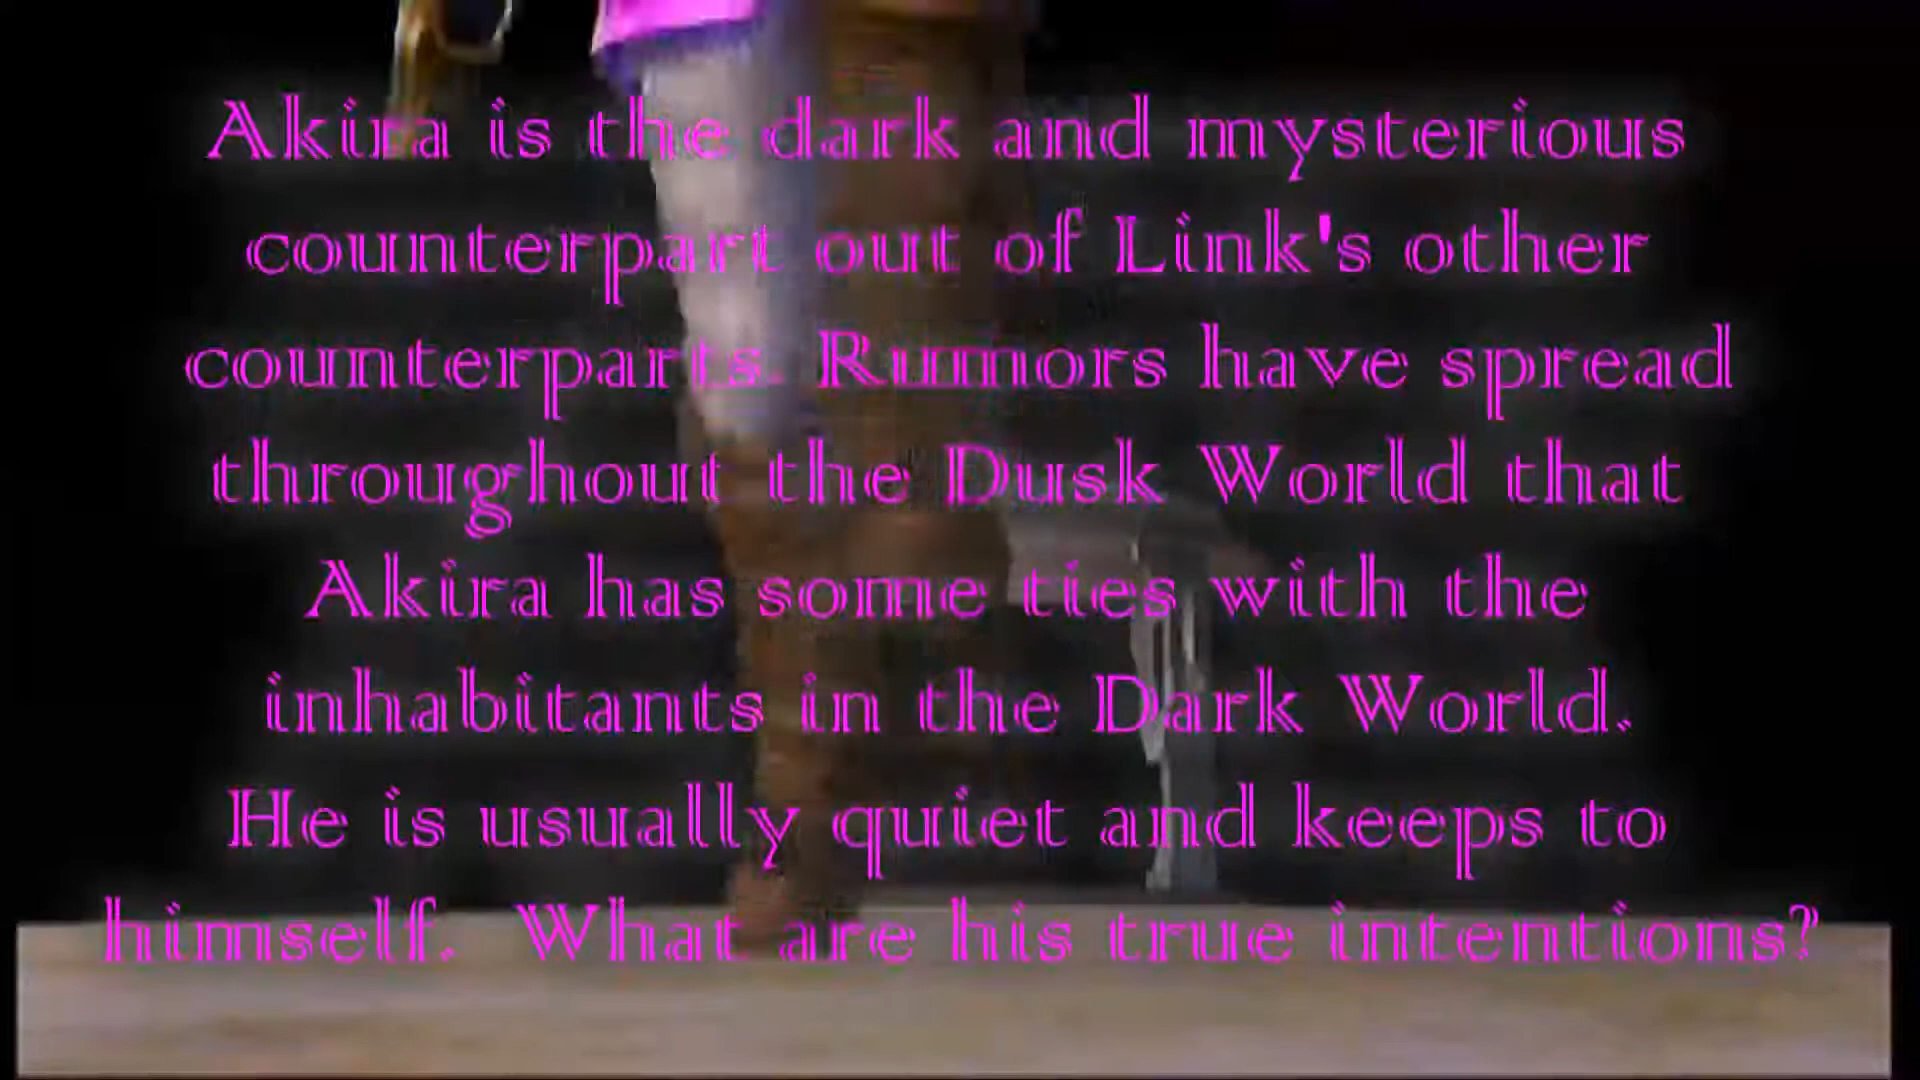 Akira is the dark and mysterious
counterpart out of Link's other
counterparts. Rumors have spread
throughout the Dusk World that
Akira has some ties with the
inhabitants in the Dark World.
He is usually quiet and keeps to
himself. What are his true intentions?